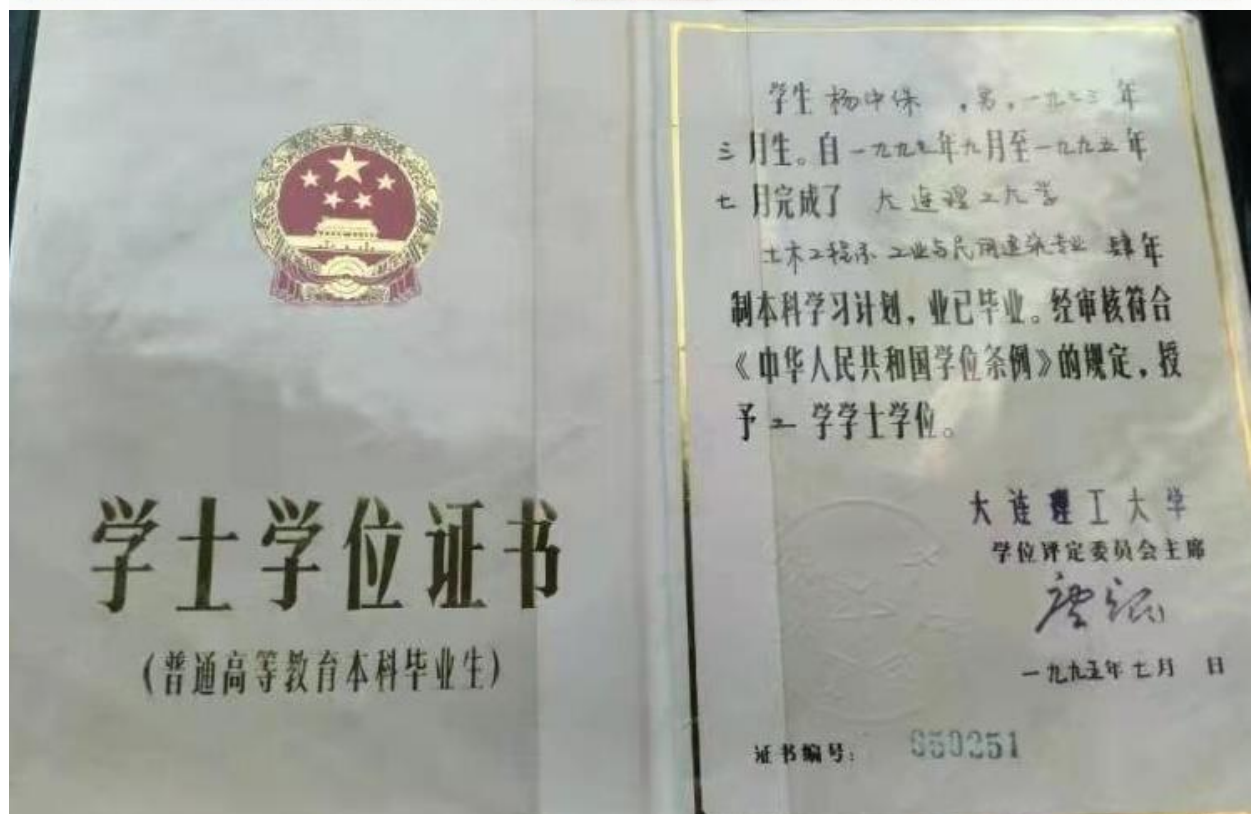 学士学位证书
(普通高等教育本科毕业生)
学生 杨中保 ,男,一九七三年
三月生。自一九九一年九月至一九九五年
七月完成了 大连理工大学
土木工程系 工业与民用建筑专业 肆年
制本科学习计划,业已毕业。经审核符合
《中华人民共和国学位条例》的规定,授
予 工 学学士学位。
大连理工大学
学位评定委员会主席
一九九五年七月 日
证书编号: 950251